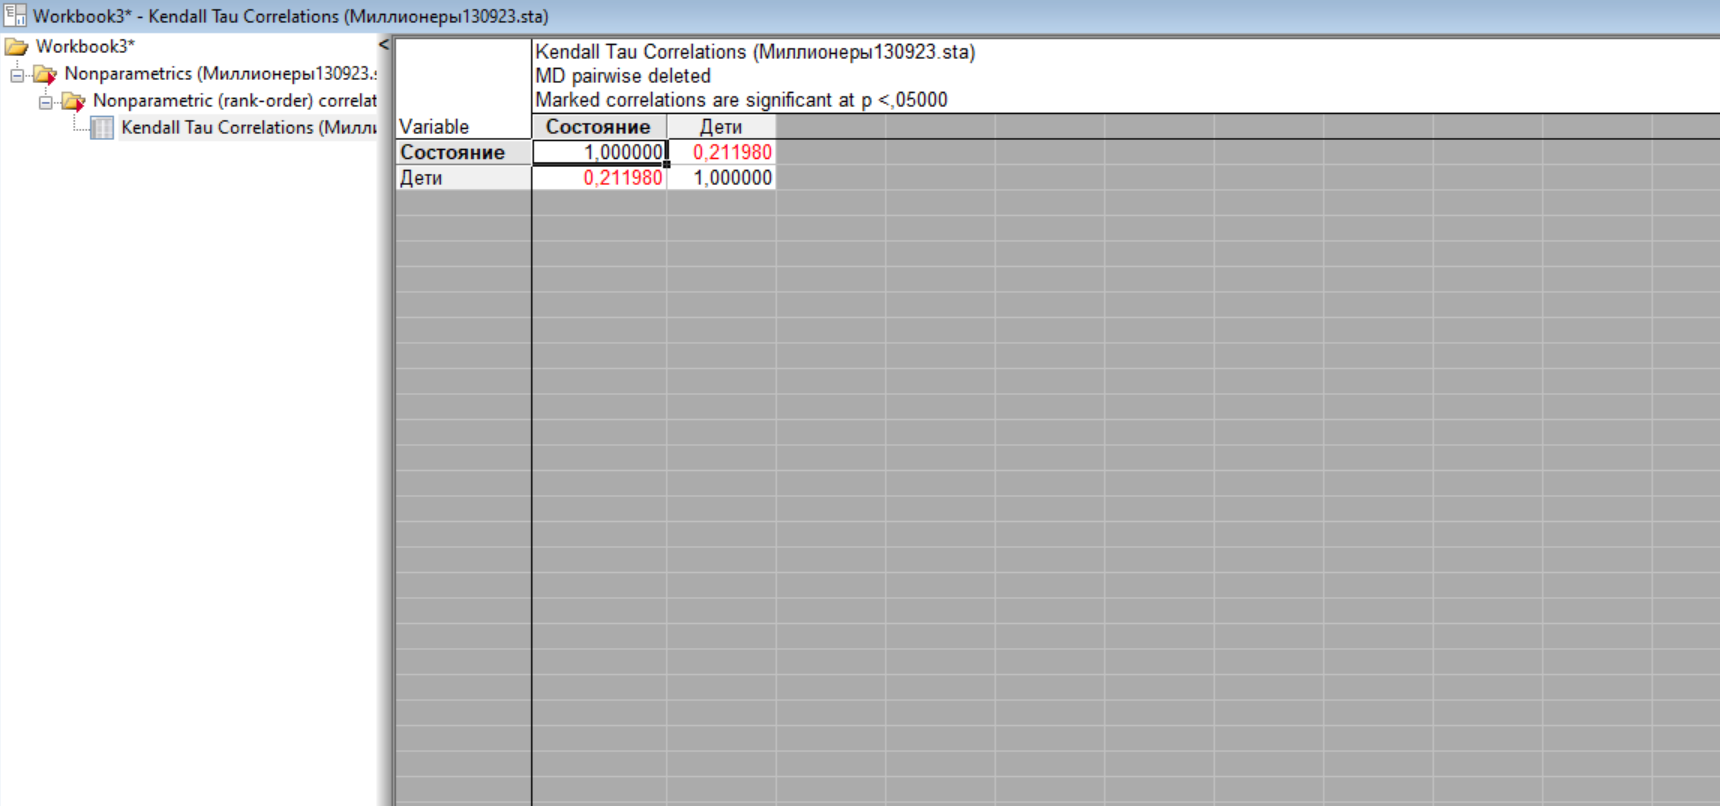 Workbook3* - Kendall Tau Correlations (Миллионеры130923.sta)
Workbook3*
Nonparametrics (Миллионеры130923.s
Nonparametric (rank-order) correlat
Kendall Tau Correlations (Милли
<
Kendall Tau Correlations (Миллионеры130923.sta)
MD pairwise deleted
Marked correlations are significant at p <,05000
Variable Состояние Дети
Состояние 1,000000 0,211980
Дети 0,211980 1,000000